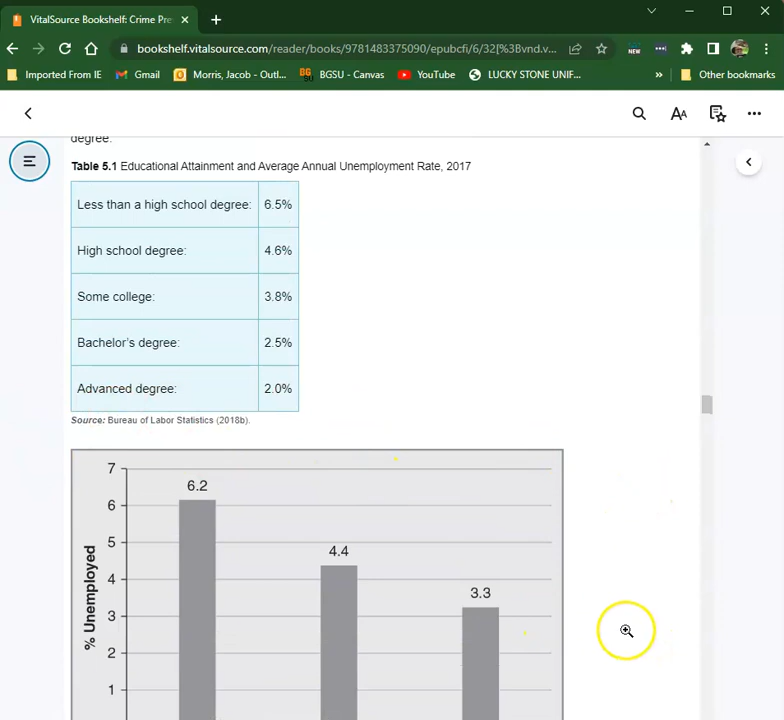 VitalSource Bookshelf: Crime Pre
bookshelf.vitalsource.com/reader/books/9781483375090/epubcfi/6/32[%3Bvnd.v...
NEW
Imported From IE
Gmail
Morris, Jacob - Outl...
BGSU - Canvas
YouTube
LUCKY STONE UNIF...
»
Other bookmarks
AA
degree.
Table 5.1 Educational Attainment and Average Annual Unemployment Rate, 2017
Less than a high school degree: 6.5%
High school degree: 4.6%
Some college: 3.8%
Bachelor's degree: 2.5%
Advanced degree: 2.0%
Source: Bureau of Labor Statistics (2018b).
% Unemployed
7
6
5
4
3
2
1
6.2
4.4
3.3